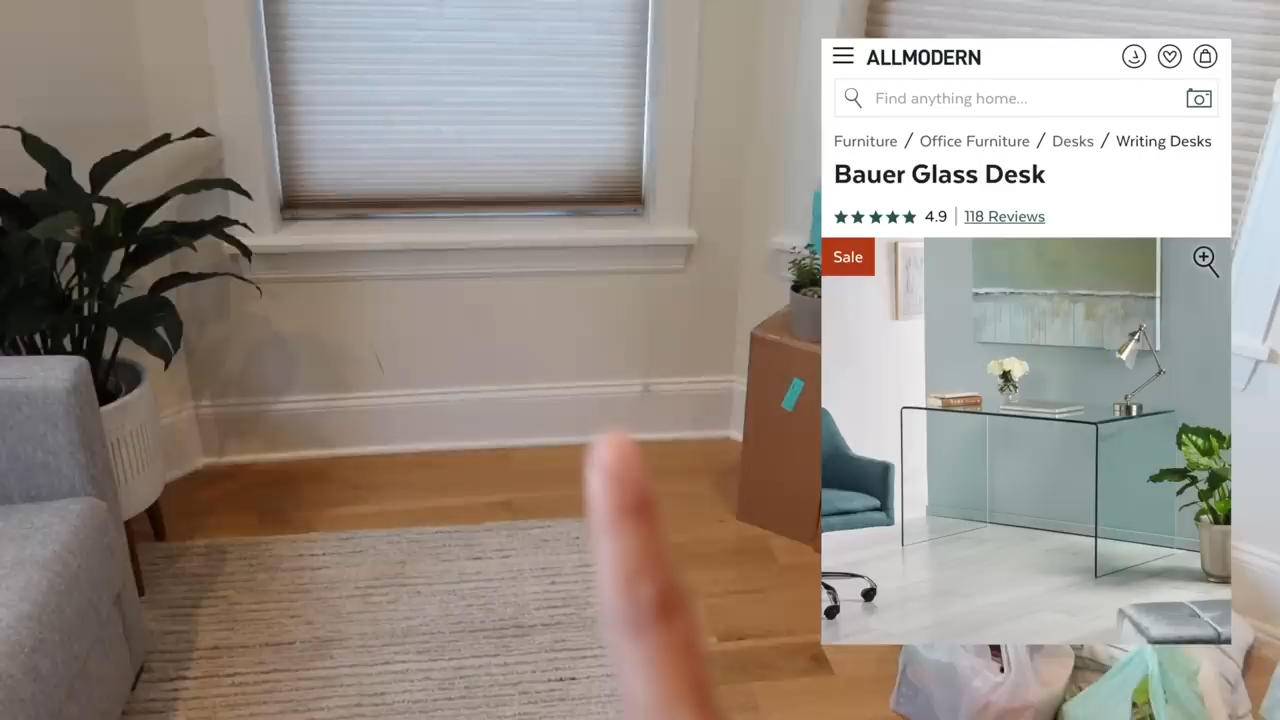 ALLMODERN
Find anything home...
Furniture / Office Furniture / Desks / Writing Desks
Bauer Glass Desk
4.9 | 118 Reviews
Sale